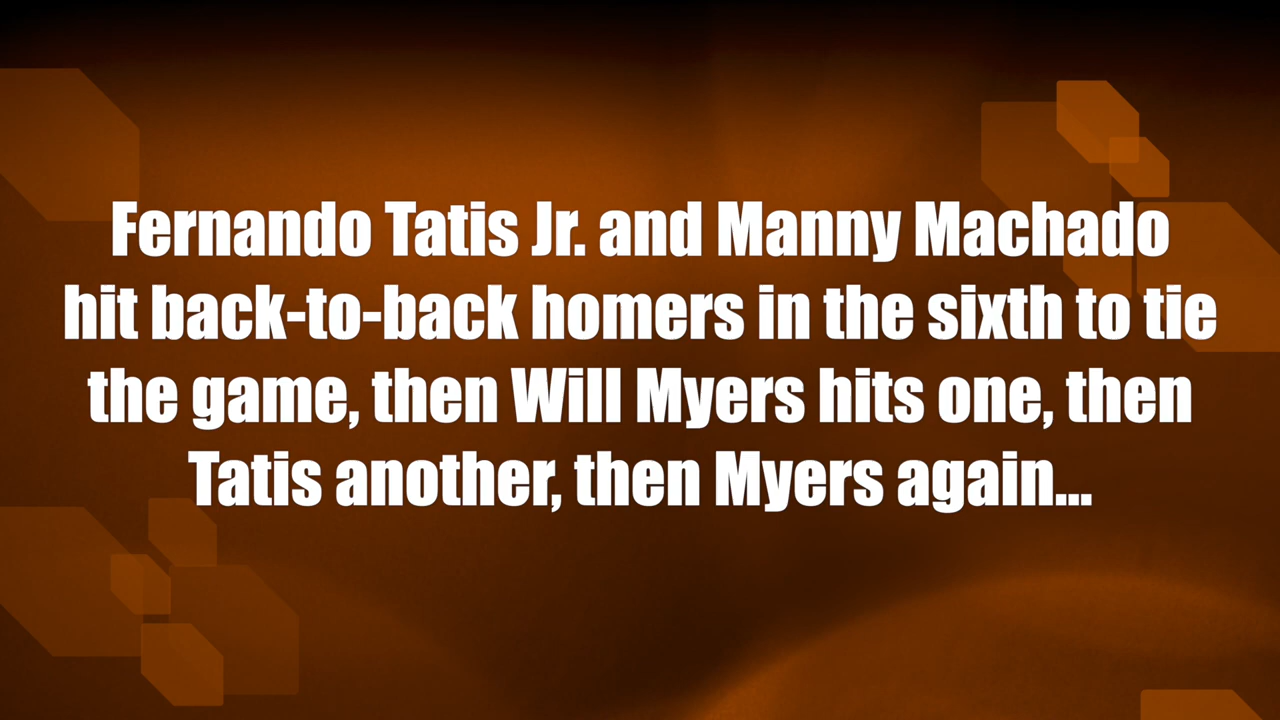 Fernando Tatis Jr. and Manny Machado
hit back-to-back homers in the sixth to tie
the game, then Will Myers hits one, then
Tatis another, then Myers again...